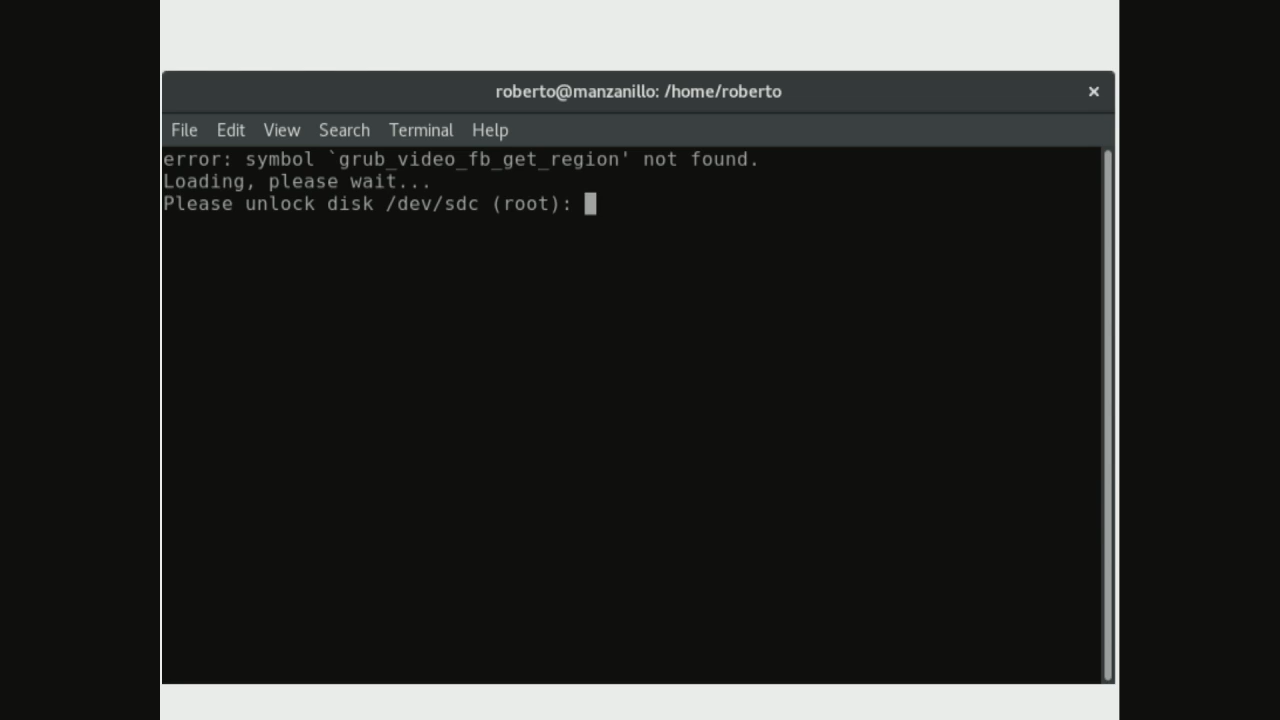 roberto@manzanillo: /home/roberto ×
File Edit View Search Terminal Help
error: symbol `grub_video_fb_get_region' not found.
Loading, please wait...
Please unlock disk /dev/sdc (root):